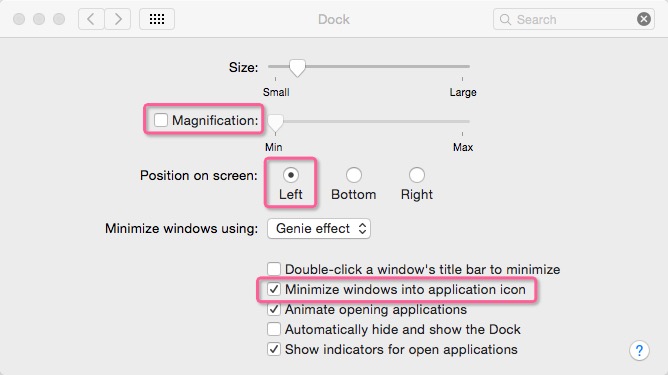 Dock
Search
Size:
Small Large
Magnification:
Min Max
Position on screen:
Left Bottom Right
Minimize windows using: Genie effect
Double-click a window's title bar to minimize
Minimize windows into application icon
Animate opening applications
Automatically hide and show the Dock
Show indicators for open applications
?